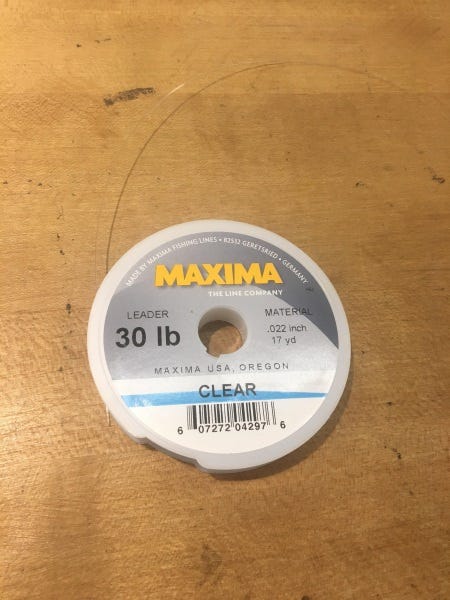 MADE BY MAXIMA FISHING LINES • 82532 GERETSRIED • GERMANY
MAXIMA
THE LINE COMPANY
LEADER
30 lb
MATERIAL
.022 inch
17 yd
MAXIMA USA, OREGON
CLEAR
6 07272 04297 6